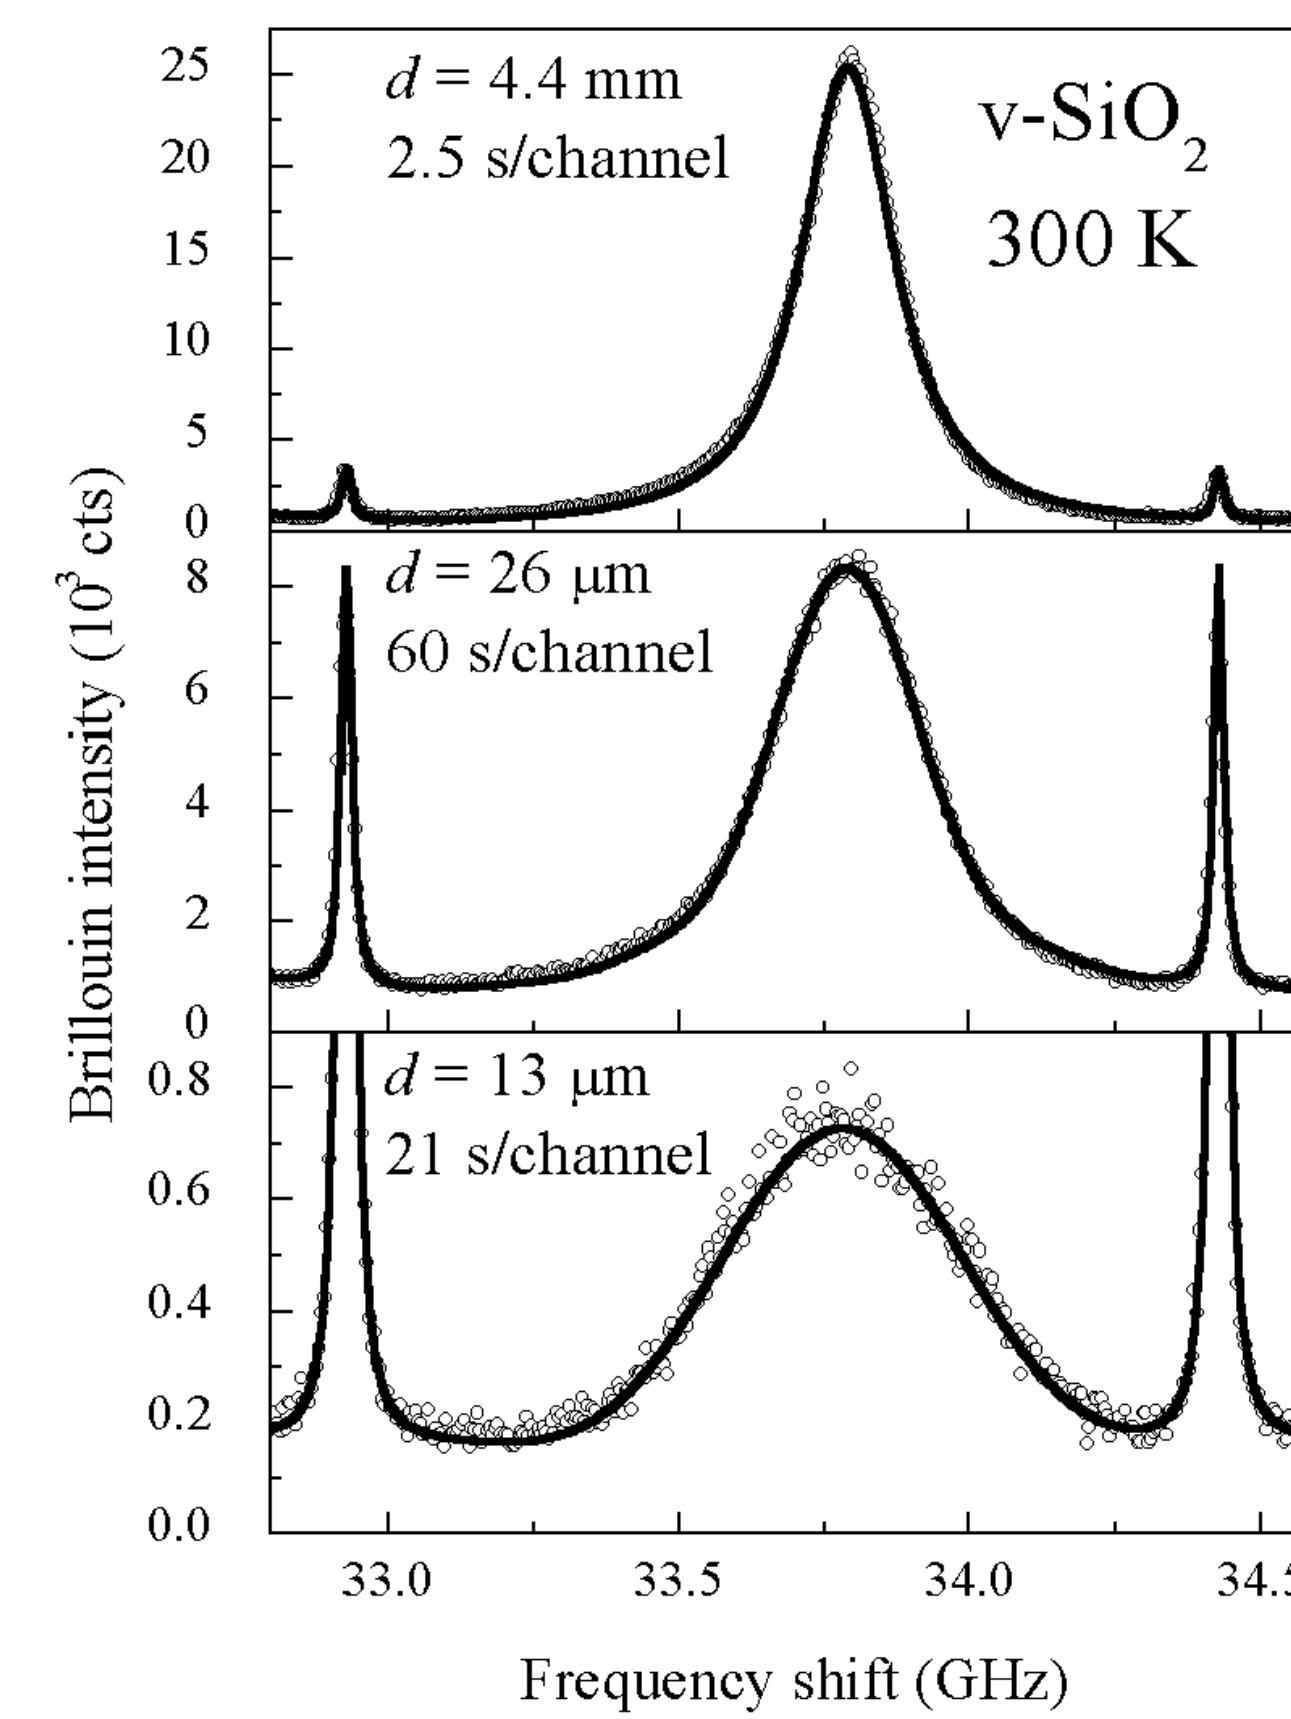 d = 4.4 mm
2.5 s/channel
v-SiO₂
300 K
25
20
15
10
5
0
d = 26 μm
60 s/channel
8
6
4
2
0
d = 13 μm
21 s/channel
0.8
0.6
0.4
0.2
0.0
Brillouin intensity (10³ cts)
33.0 33.5 34.0 34.5
Frequency shift (GHz)